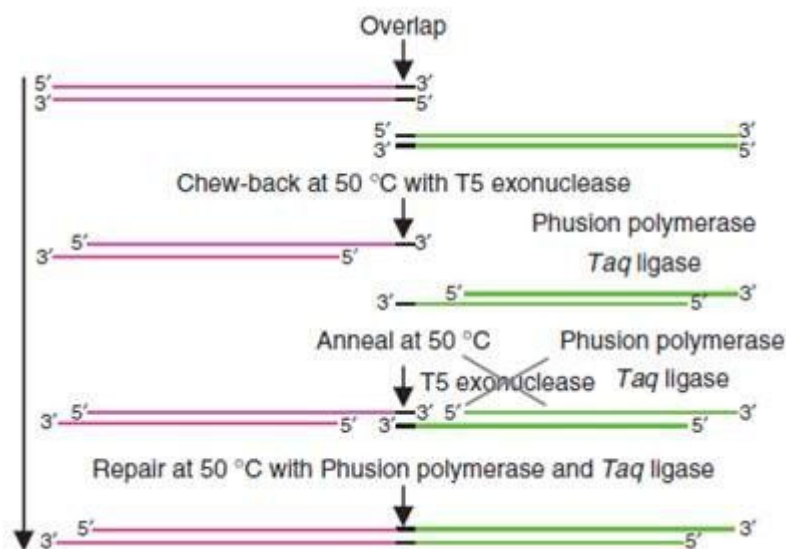 Overlap
5′ 3′
3′ 5′
5′ 3′
3′ 5′
Chew-back at 50 °C with T5 exonuclease
5′ 3′ Phusion polymerase
3′ 5′ Taq ligase
5′ 3′
3′ 5′
Anneal at 50 °C Phusion polymerase
T5 exonuclease Taq ligase
5′ 3′ 5′ 3′
3′ 5′ 3′ 5′
Repair at 50 °C with Phusion polymerase and Taq ligase
5′ 3′
3′ 5′